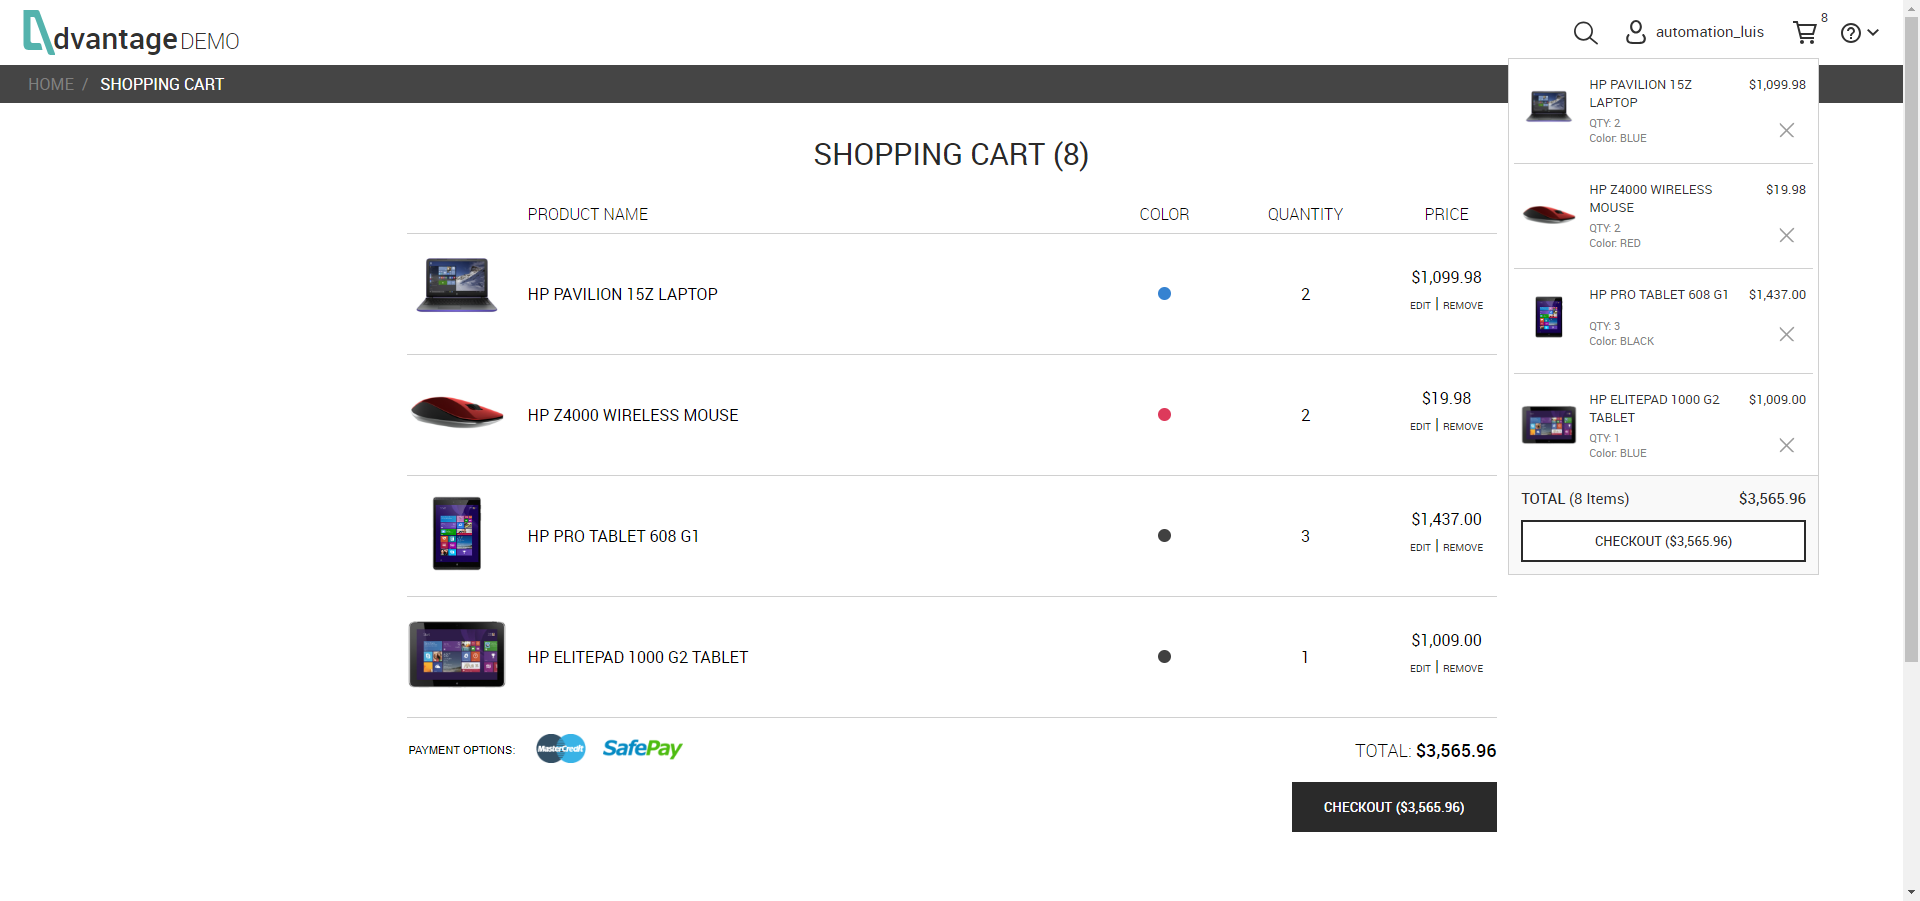 dvantage DEMO
automation_luis
8
HOME / SHOPPING CART
SHOPPING CART (8)
PRODUCT NAME COLOR QUANTITY PRICE
HP PAVILION 15Z LAPTOP 2 $1,099.98
EDIT | REMOVE
HP Z4000 WIRELESS MOUSE 2 $19.98
EDIT | REMOVE
HP PRO TABLET 608 G1 3 $1,437.00
EDIT | REMOVE
HP ELITEPAD 1000 G2 TABLET 1 $1,009.00
EDIT | REMOVE
PAYMENT OPTIONS: MasterCredit SafePay TOTAL: $3,565.96
CHECKOUT ($3,565.96)
HP PAVILION 15Z $1,099.98
LAPTOP
QTY: 2
Color: BLUE
HP Z4000 WIRELESS $19.98
MOUSE
QTY: 2
Color: RED
HP PRO TABLET 608 G1 $1,437.00
QTY: 3
Color: BLACK
HP ELITEPAD 1000 G2 $1,009.00
TABLET
QTY: 1
Color: BLUE
TOTAL (8 Items) $3,565.96
CHECKOUT ($3,565.96)